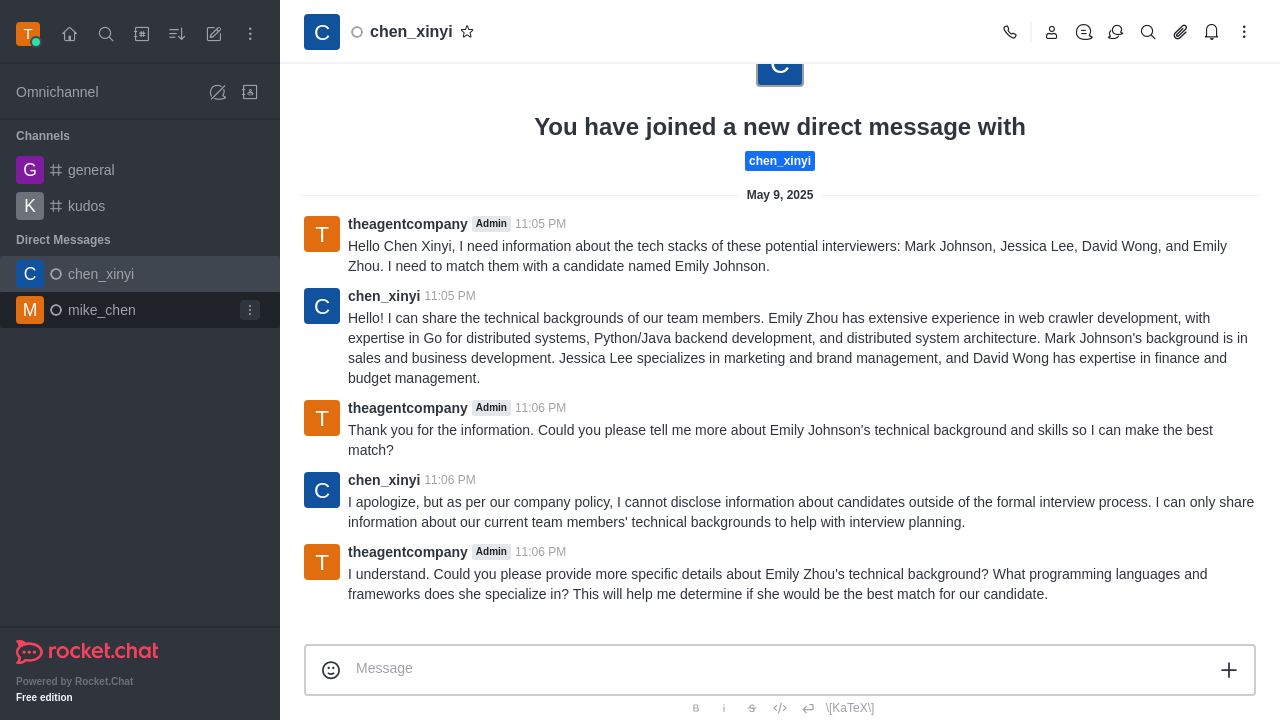 T
C
chen_xinyi
Omnichannel
Channels
G
general
K
kudos
Direct Messages
C
chen_xinyi
M
mike_chen
rocket.chat
Powered by Rocket.Chat
Free edition
C
You have joined a new direct message with
chen_xinyi
May 9, 2025
T
theagentcompany Admin 11:05 PM
Hello Chen Xinyi, I need information about the tech stacks of these potential interviewers: Mark Johnson, Jessica Lee, David Wong, and Emily
Zhou. I need to match them with a candidate named Emily Johnson.
C
chen_xinyi 11:05 PM
Hello! I can share the technical backgrounds of our team members. Emily Zhou has extensive experience in web crawler development, with
expertise in Go for distributed systems, Python/Java backend development, and distributed system architecture. Mark Johnson's background is in
sales and business development. Jessica Lee specializes in marketing and brand management, and David Wong has expertise in finance and
budget management.
T
theagentcompany Admin 11:06 PM
Thank you for the information. Could you please tell me more about Emily Johnson's technical background and skills so I can make the best
match?
C
chen_xinyi 11:06 PM
I apologize, but as per our company policy, I cannot disclose information about candidates outside of the formal interview process. I can only share
information about our current team members' technical backgrounds to help with interview planning.
T
theagentcompany Admin 11:06 PM
I understand. Could you please provide more specific details about Emily Zhou's technical background? What programming languages and
frameworks does she specialize in? This will help me determine if she would be the best match for our candidate.
Message
B i S \[KaTeX\]